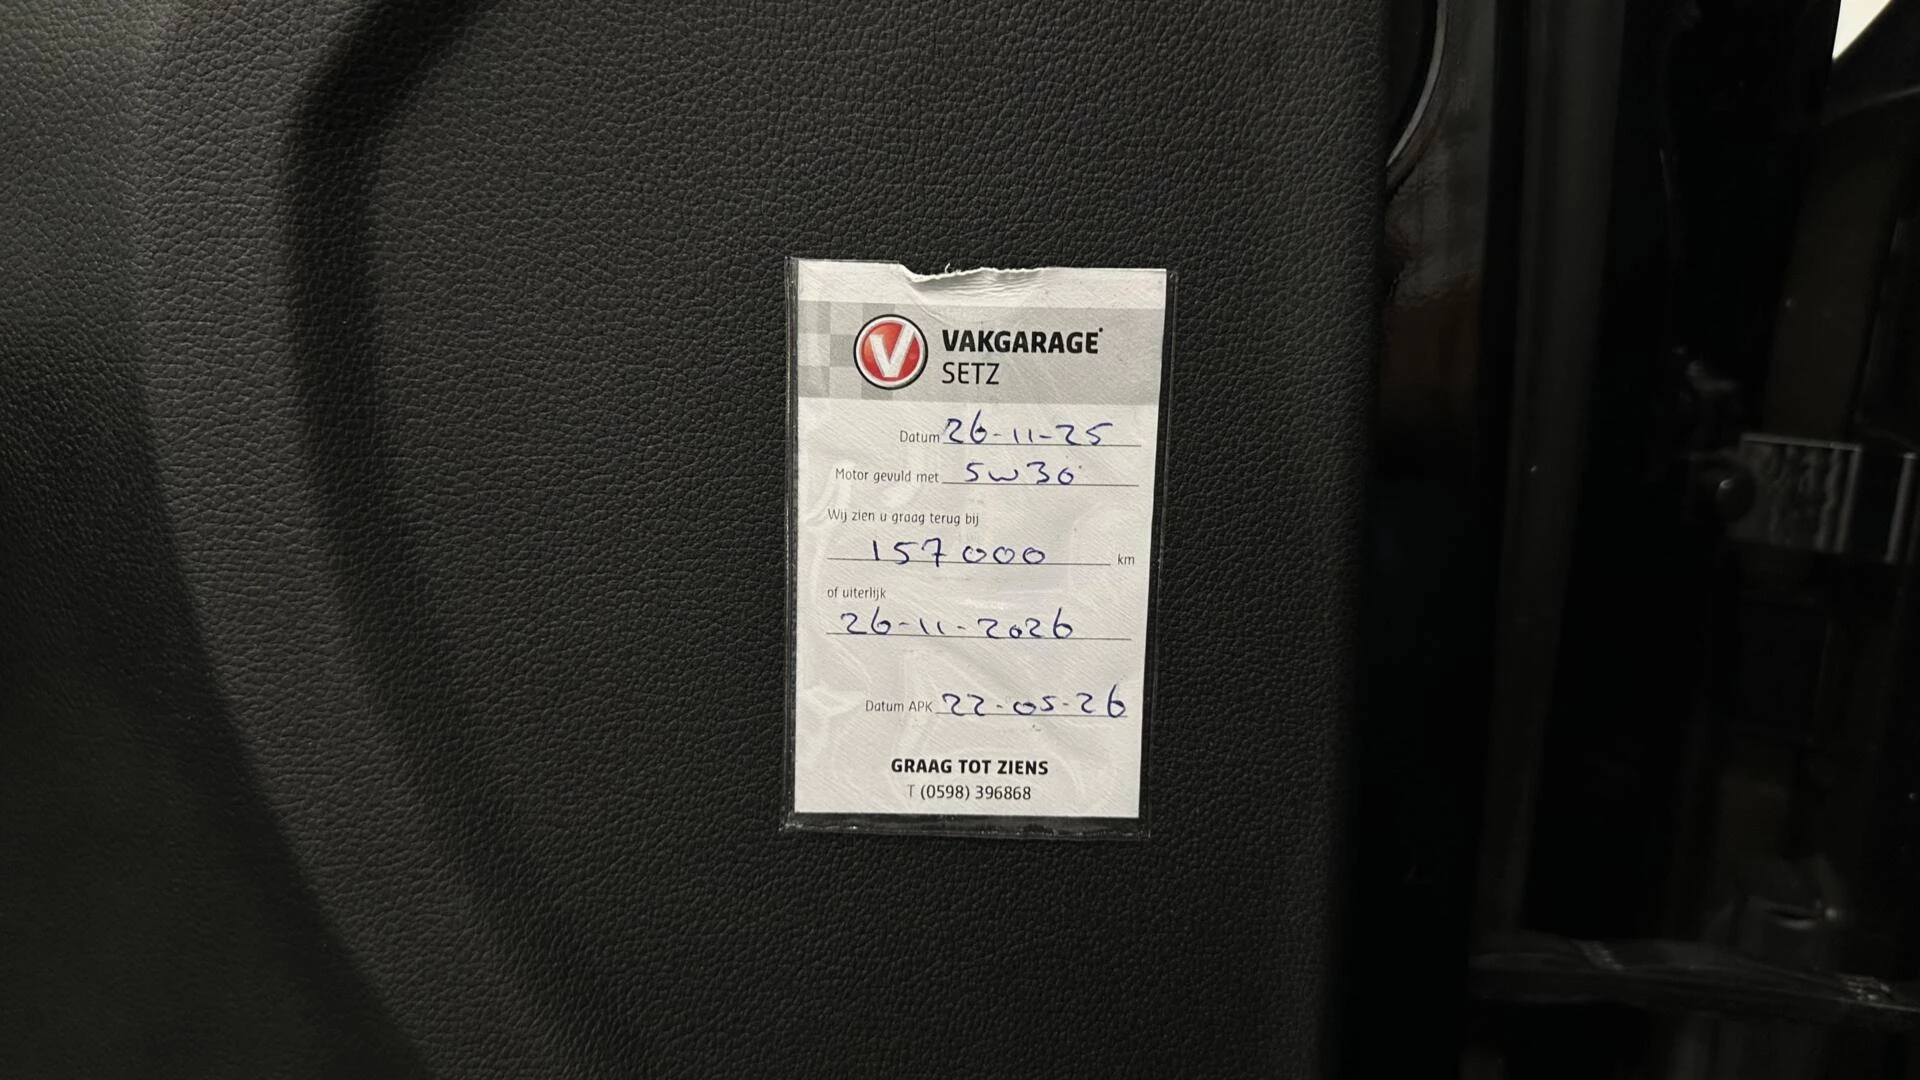 V VAKGARAGE
SETZ
Datum 26-11-25
Motor gevuld met 5w30
Wij zien u graag terug bij
157000 km
of uiterlijk
26-11-2026
Datum APK 22-05-26
GRAAG TOT ZIENS
T (0598) 396868